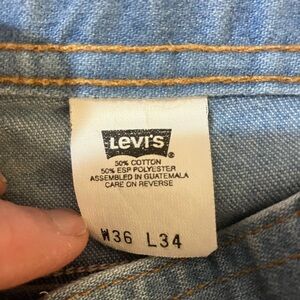 LEVI'S ®
50% COTTON
50% ESP POLYESTER
ASSEMBLED IN GUATEMALA
CARE ON REVERSE
W36 L34